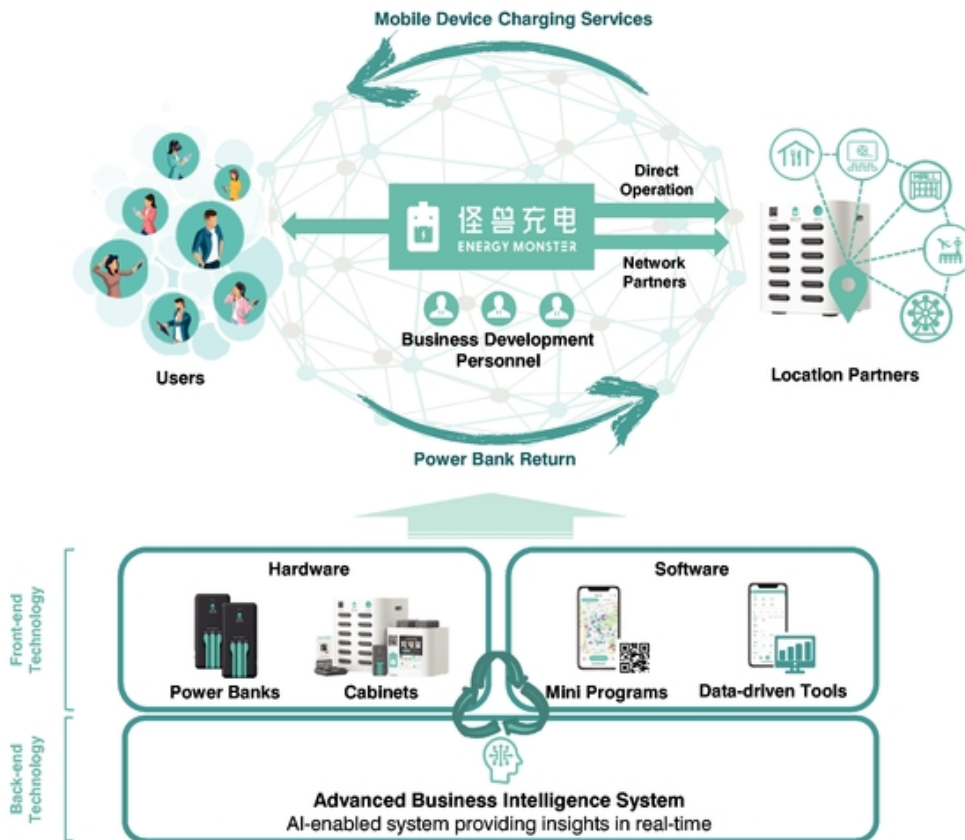 Mobile Device Charging Services
Direct
Operation
怪兽充电
ENERGY MONSTER
Network
Partners
MALL
Business Development
Personnel
Users
Location Partners
Power Bank Return
Front-end
Technology
Hardware
Software
Power Banks
Cabinets
Mini Programs
Data-driven Tools
Back-end
Technology
Advanced Business Intelligence System
AI-enabled system providing insights in real-time